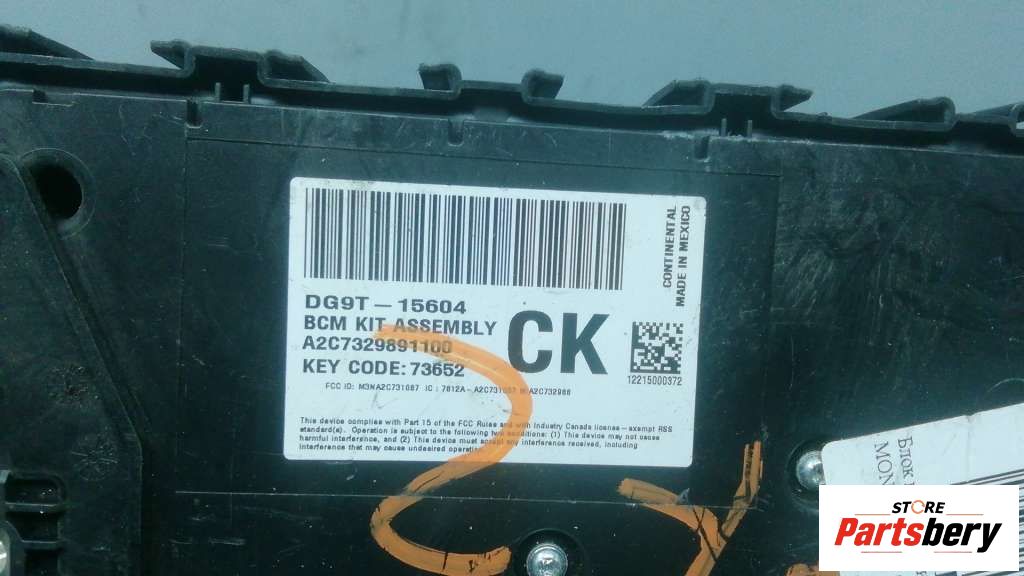 DG9T-15604
BCM KIT ASSEMBLY
A2C7329891100
KEY CODE: 73652
CK
CONTINENTAL
MADE IN MEXICO
12215000372
FCC ID: M3NA2C731087 IC: 7812A-A2C731087 M A2C732986
This device complies with Part 15 of the FCC Rules and with Industry Canada license-exempt RSS
standard(s). Operation is subject to the following two conditions: (1) This device may not cause
harmful interference, and (2) This device must accept any interference received, including
interference that may cause undesired operation.
Блок
MON
STORE
Partsbery